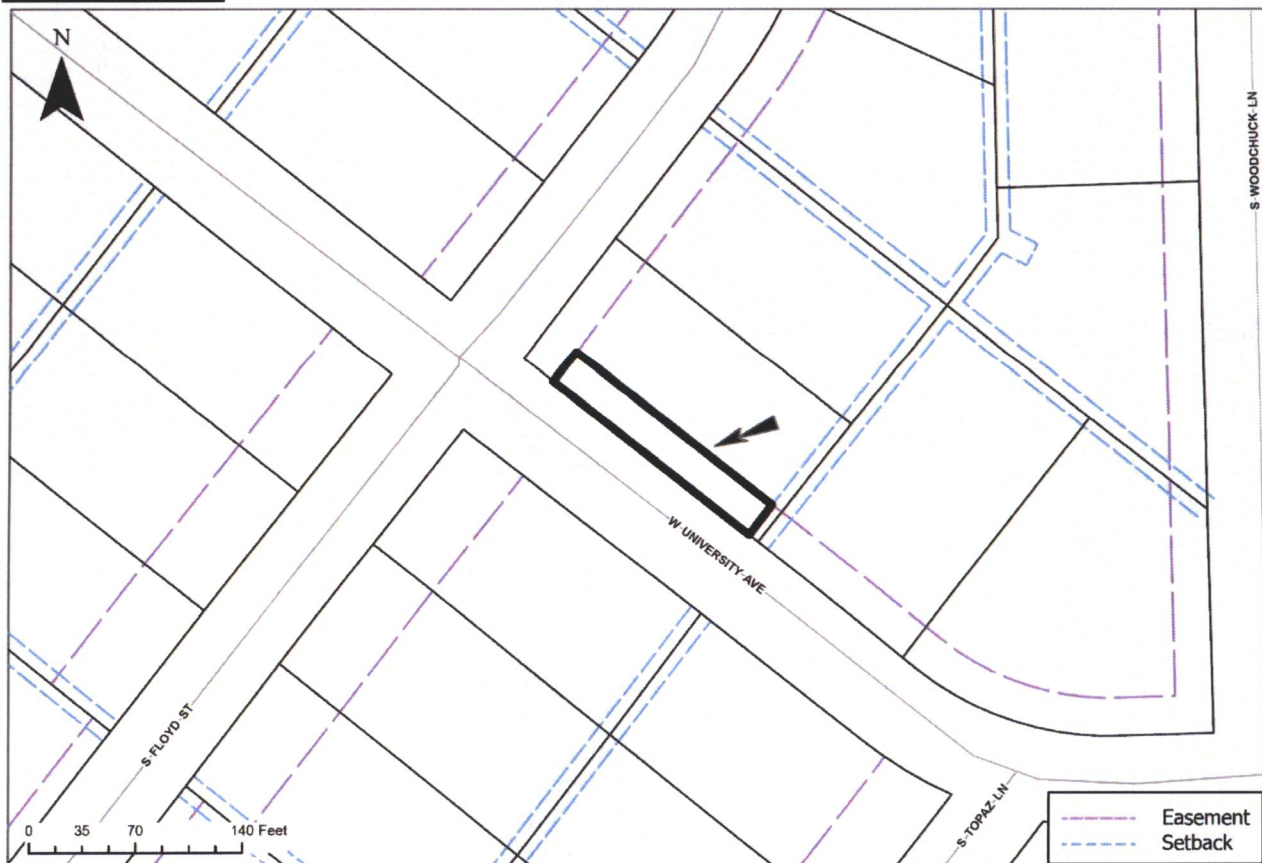 N
S-WOODCHUCK-LN
W-UNIVERSITY-AVE
S-FLOYD-ST
S-TOPAZ-LN
0 35 70 140 Feet
Easement
Setback